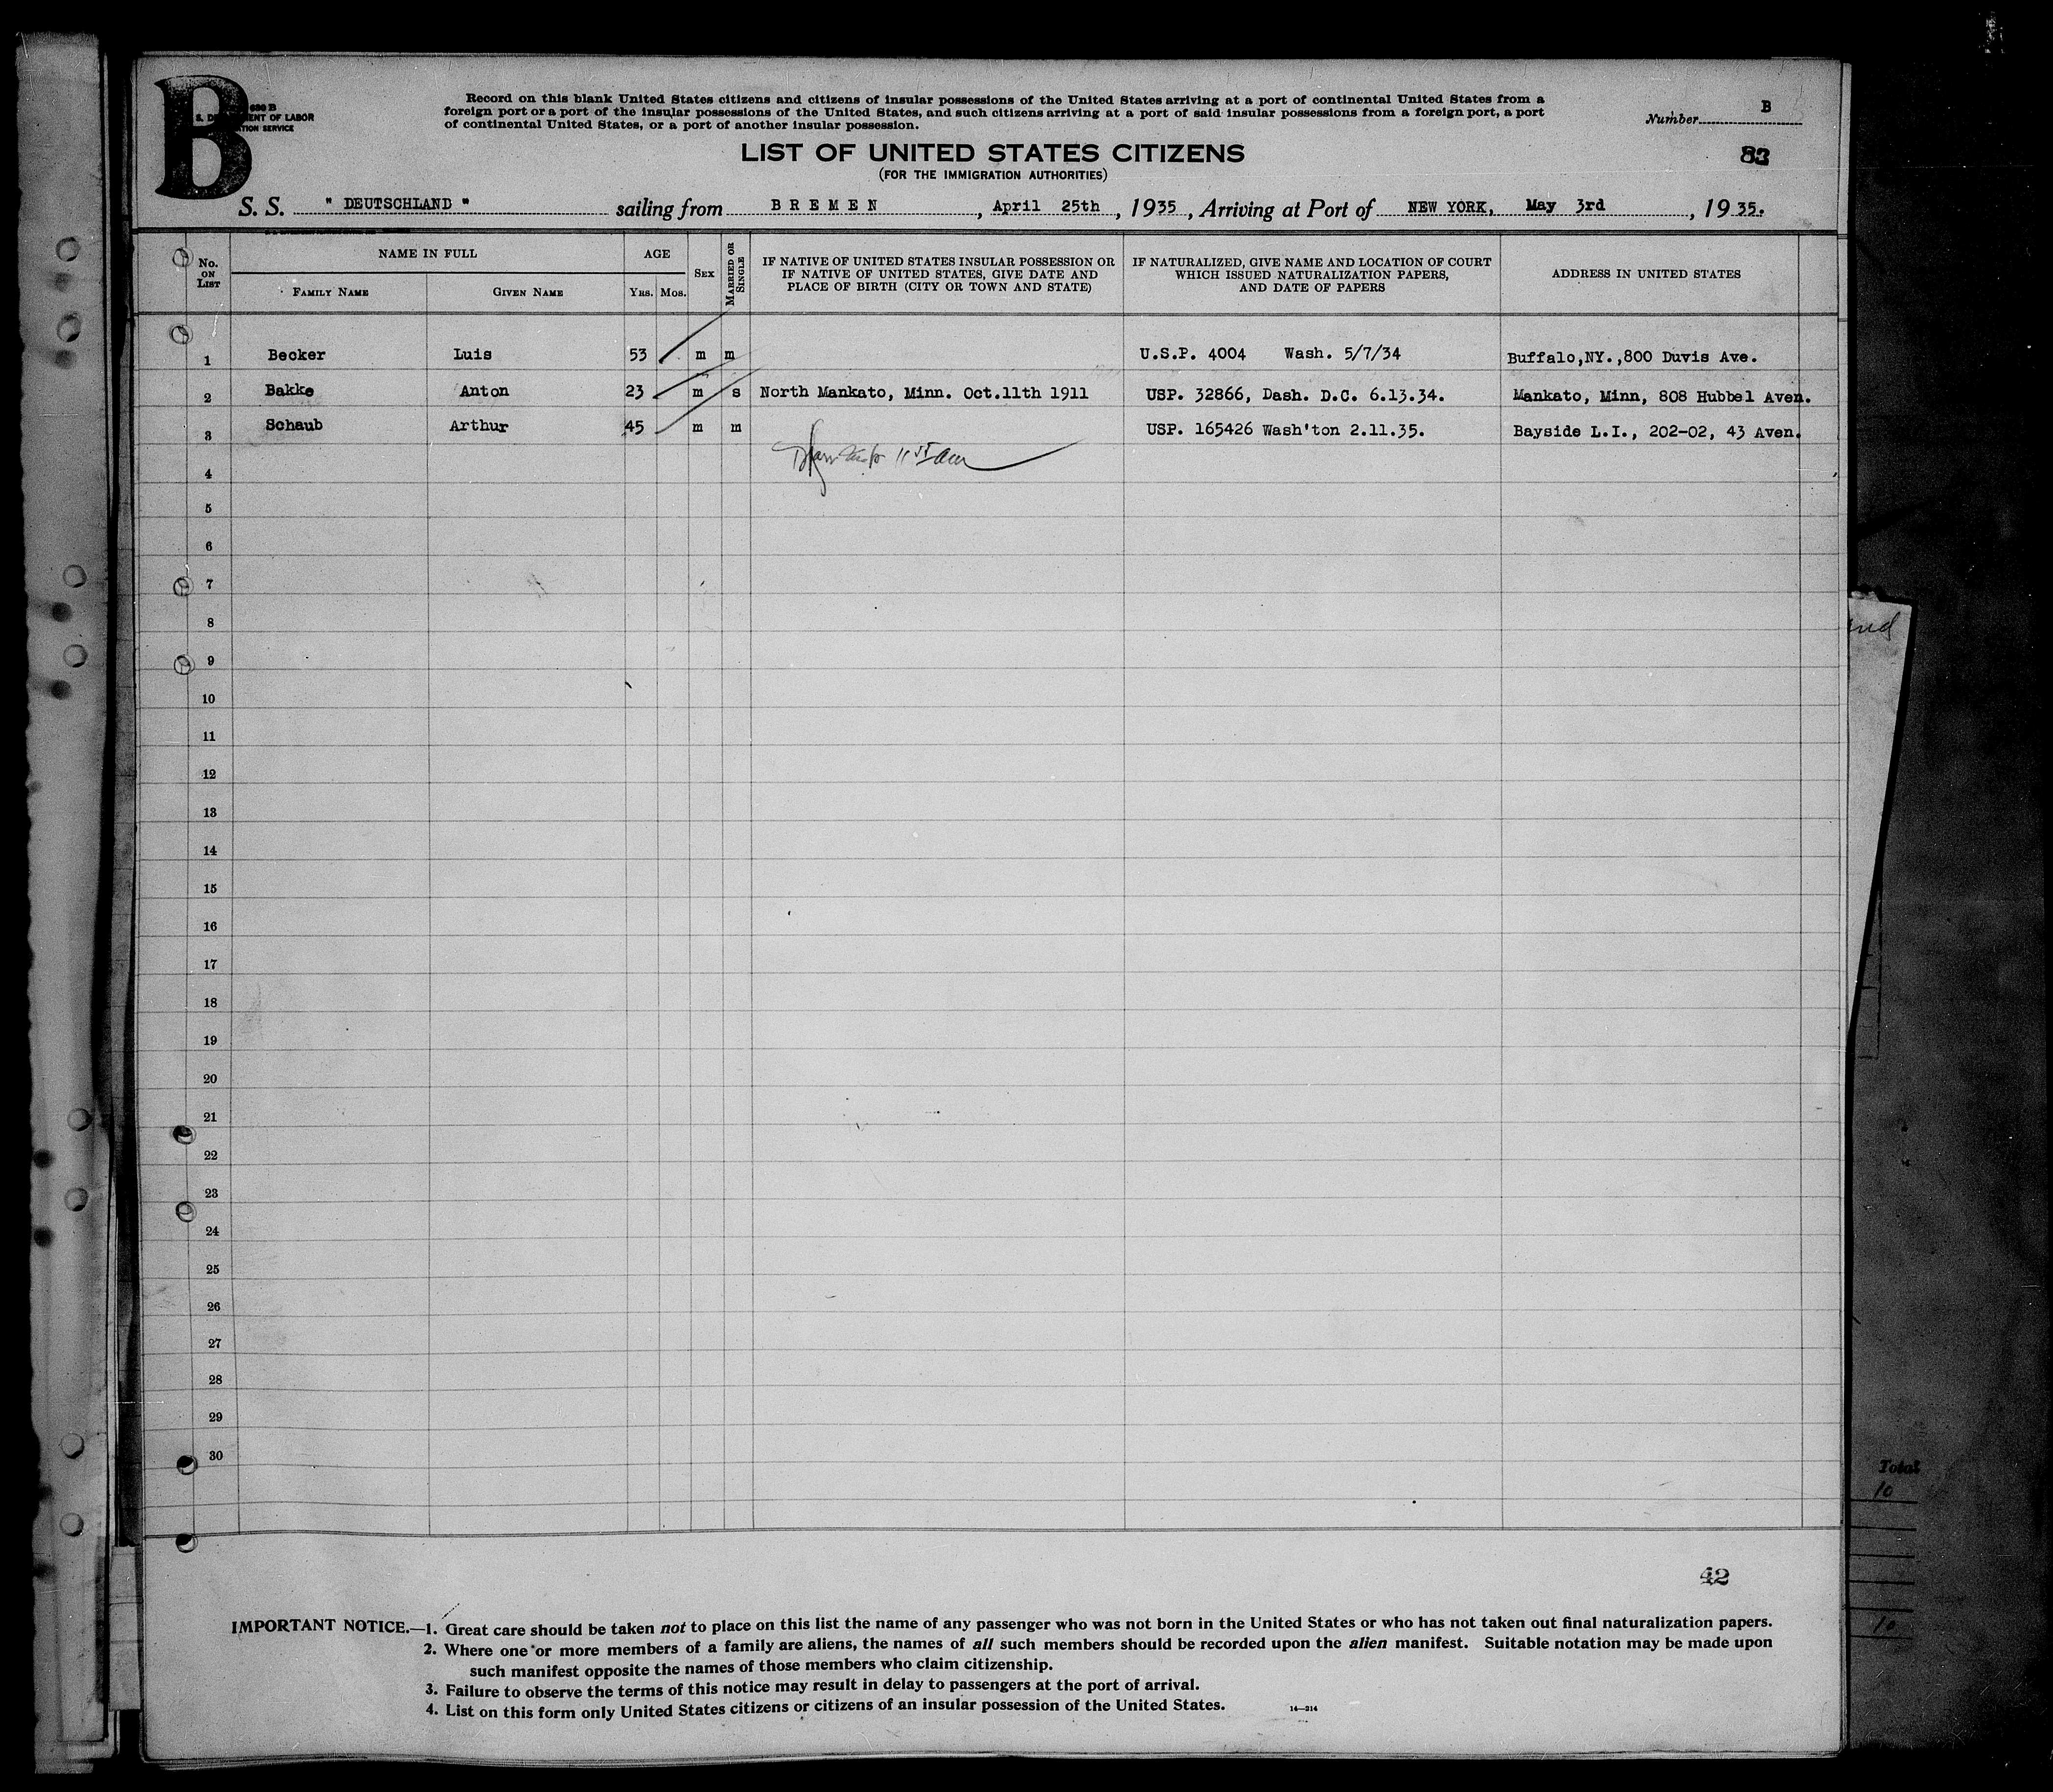 B
630 B
Record on this blank United States citizens and citizens of insular possessions of the United States arriving at a port of continental United States from a
foreign port or a port of the insular possessions of the United States, and such citizens arriving at a port of said insular possessions from a foreign port, a port
of continental United States, or a port of another insular possession.
Number B
LIST OF UNITED STATES CITIZENS
83
(FOR THE IMMIGRATION AUTHORITIES)
S. S. " DEUTSCHLAND " sailing from BREMEN, April 25th, 1935, Arriving at Port of NEW YORK, May 3rd, 1935.
No. ON LIST
NAME IN FULL
FAMILY NAME
GIVEN NAME
AGE
YRS. MOS.
SEX
MARRIED OR SINGLE
IF NATIVE OF UNITED STATES INSULAR POSSESSION OR
IF NATIVE OF UNITED STATES, GIVE DATE AND
PLACE OF BIRTH (CITY OR TOWN AND STATE)
IF NATURALIZED, GIVE NAME AND LOCATION OF COURT
WHICH ISSUED NATURALIZATION PAPERS,
AND DATE OF PAPERS
ADDRESS IN UNITED STATES
1 Becker Luis 53 m m U.S.P. 4004 Wash. 5/7/34 Buffalo,NY.,800 Duvis Ave.
2 Bakke Anton 23 m s North Mankato, Minn. Oct.11th 1911 USP. 32866, Dash. D.C. 6.13.34. Mankato, Minn, 808 Hubbel Aven.
3 Schaub Arthur 45 m m USP. 165426 Wash'ton 2.11.35. Bayside L.I., 202-02, 43 Aven.
4
5
6
7
8
9
10
11
12
13
14
15
16
17
18
19
20
21
22
23
24
25
26
27
28
29
30
Total
10
10
42
IMPORTANT NOTICE.—1. Great care should be taken not to place on this list the name of any passenger who was not born in the United States or who has not taken out final naturalization papers.
2. Where one or more members of a family are aliens, the names of all such members should be recorded upon the alien manifest. Suitable notation may be made upon
such manifest opposite the names of those members who claim citizenship.
3. Failure to observe the terms of this notice may result in delay to passengers at the port of arrival.
4. List on this form only United States citizens or citizens of an insular possession of the United States.
14—214